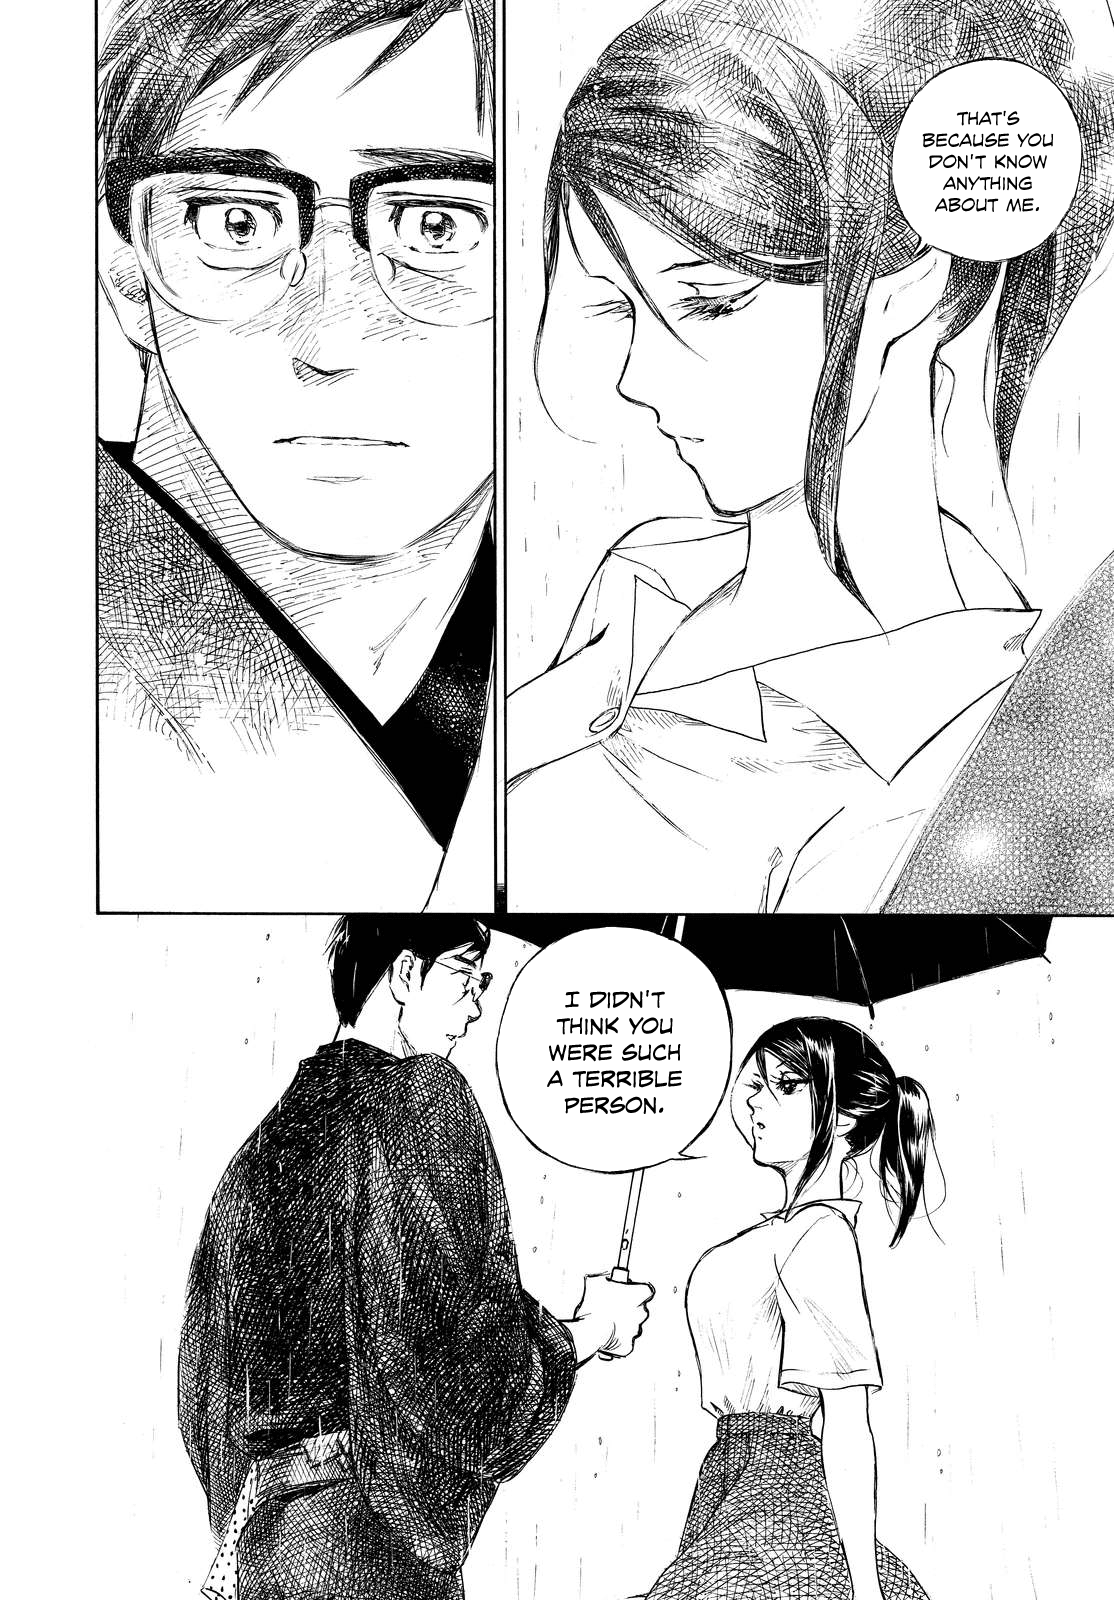 THAT'S
BECAUSE YOU
DON'T KNOW
ANYTHING
ABOUT ME.
I DIDN'T
THINK YOU
WERE SUCH
A TERRIBLE
PERSON.